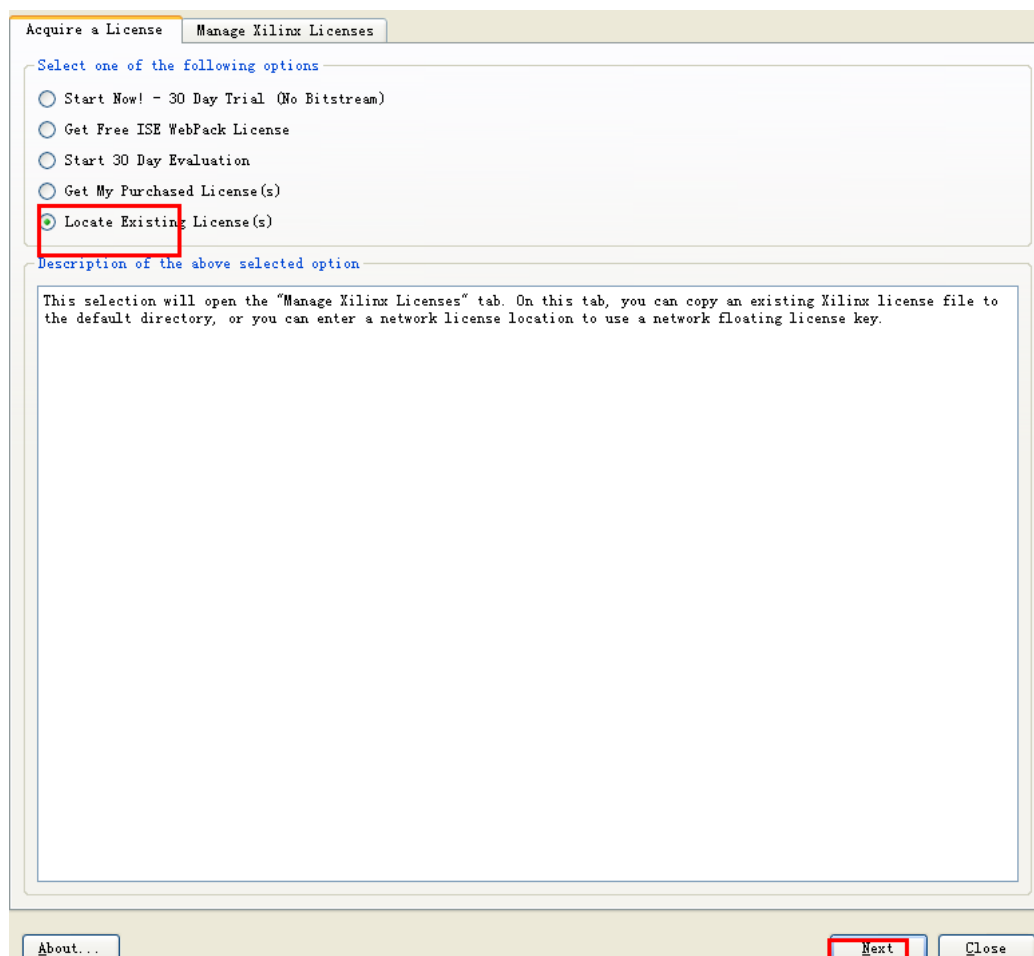 Acquire a License
Manage Xilinx Licenses
Select one of the following options
Start Now! - 30 Day Trial (No Bitstream)
Get Free ISE WebPack License
Start 30 Day Evaluation
Get My Purchased License(s)
Locate Existing License(s)
Description of the above selected option
This selection will open the "Manage Xilinx Licenses" tab. On this tab, you can copy an existing Xilinx license file to
the default directory, or you can enter a network license location to use a network floating license key.
About...
Next
Close